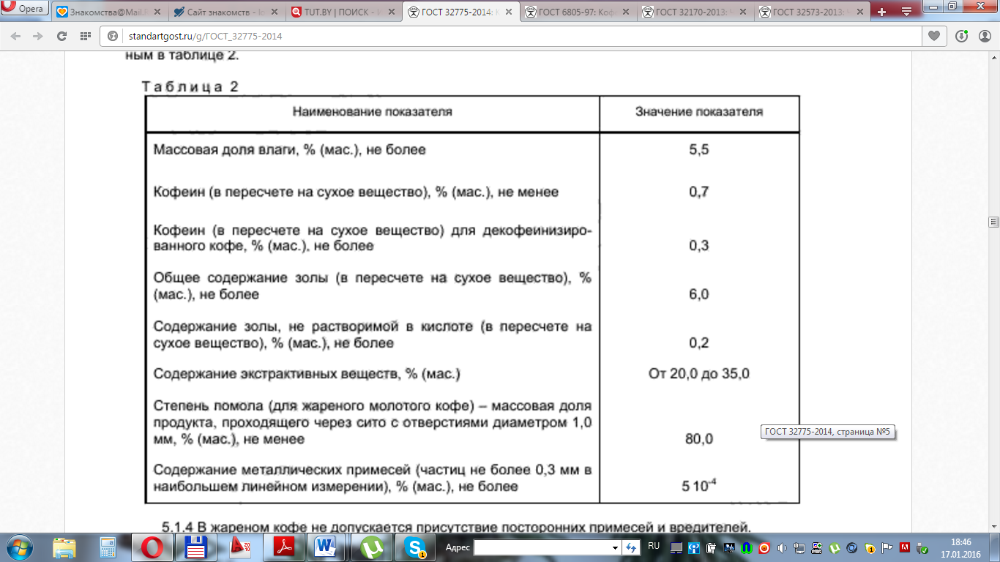 Opera
Знакомства@Mail.R
Сайт знакомств - lo
TUT.BY | ПОИСК - И
ГОСТ 32775-2014: К
ГОСТ 6805-97: Кофе
ГОСТ 32170-2013: М
ГОСТ 32573-2013: Ч
standartgost.ru/g/ГОСТ_32775-2014
ным в таблице 2.
Т а б л и ц а 2
Наименование показателя Значение показателя
Массовая доля влаги, % (мас.), не более 5,5
Кофеин (в пересчете на сухое вещество), % (мас.), не менее 0,7
Кофеин (в пересчете на сухое вещество) для декофеинизиро-
ванного кофе, % (мас.), не более 0,3
Общее содержание золы (в пересчете на сухое вещество), %
(мас.), не более 6,0
Содержание золы, не растворимой в кислоте (в пересчете на
сухое вещество), % (мас.), не более 0,2
Содержание экстрактивных веществ, % (мас.) От 20,0 до 35,0
Степень помола (для жареного молотого кофе) – массовая доля
продукта, проходящего через сито с отверстиями диаметром 1,0
мм, % (мас.), не менее 80,0
ГОСТ 32775-2014, страница №5
Содержание металлических примесей (частиц не более 0,3 мм в
наибольшем линейном измерении), % (мас.), не более 5 10⁻⁴
5.1.4 В жареном кофе не допускается присутствие посторонних примесей и вредителей.
Адрес
RU
18:46
17.01.2016